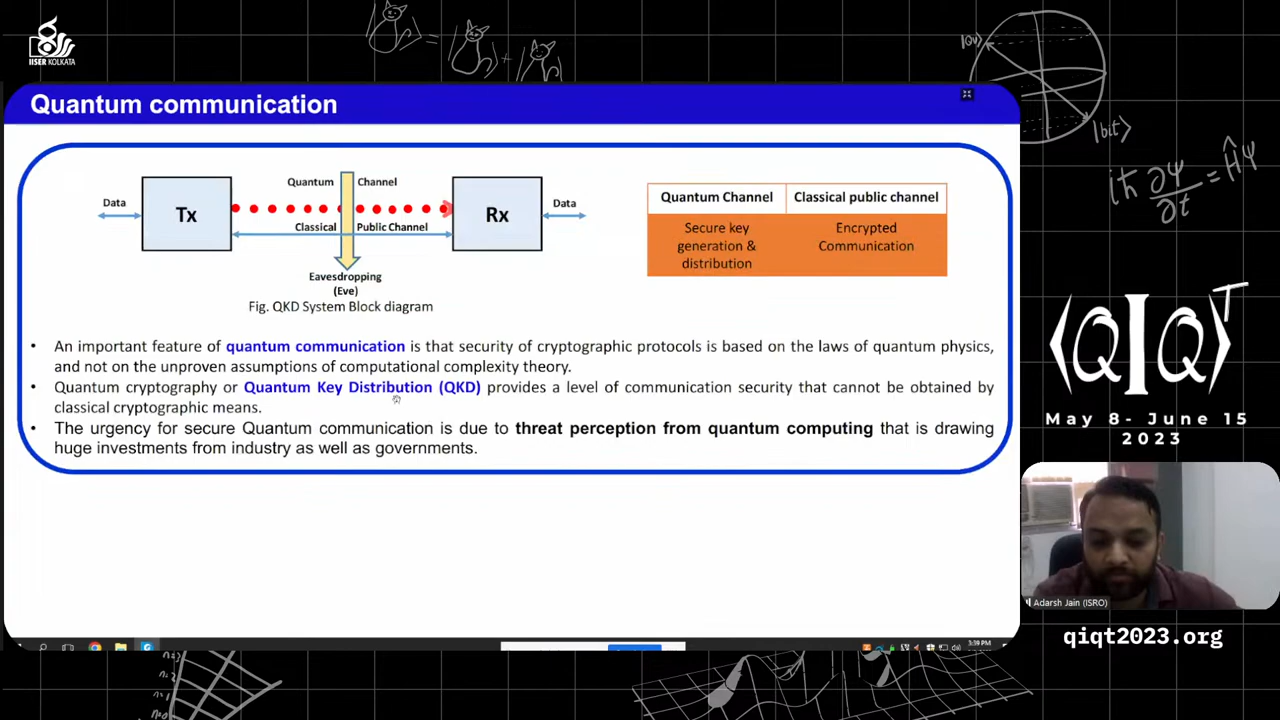 IISER KOLKATA
Quantum communication
Quantum Channel
Data Tx Rx Data
Classical Public Channel
Eavesdropping
(Eve)
Fig. QKD System Block diagram
Quantum Channel Classical public channel
Secure key generation & distribution Encrypted Communication
• An important feature of quantum communication is that security of cryptographic protocols is based on the laws of quantum physics,
and not on the unproven assumptions of computational complexity theory.
• Quantum cryptography or Quantum Key Distribution (QKD) provides a level of communication security that cannot be obtained by
classical cryptographic means.
• The urgency for secure Quantum communication is due to threat perception from quantum computing that is drawing
huge investments from industry as well as governments.
|bit⟩
iħ ∂ψ/∂t = Ĥψ
⟨Q|Q⟩T
May 8- June 15
2023
Adarsh Jain (ISRO)
qiqt2023.org
3:39 PM
n=2
n=1
n=0